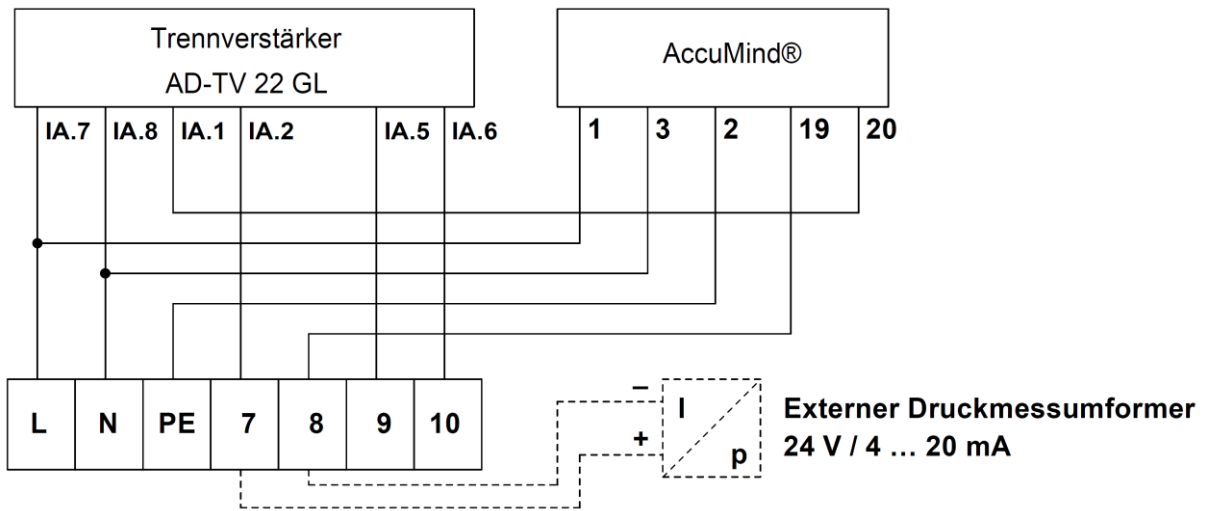 Trennverstärker
AD-TV 22 GL
AccuMind®
IA.7 IA.8 IA.1 IA.2 IA.5 IA.6
1 3 2 19 20
L N PE 7 8 9 10
– I
+ p
Externer Druckmessumformer
24 V / 4 … 20 mA